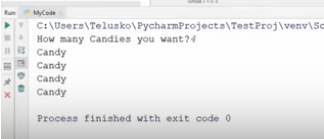 Run: MyCode
C:\Users\Telusko\PycharmProjects\TestProj\venv\Sc
How many Candies you want?4
Candy
Candy
Candy
Candy
Process finished with exit code 0